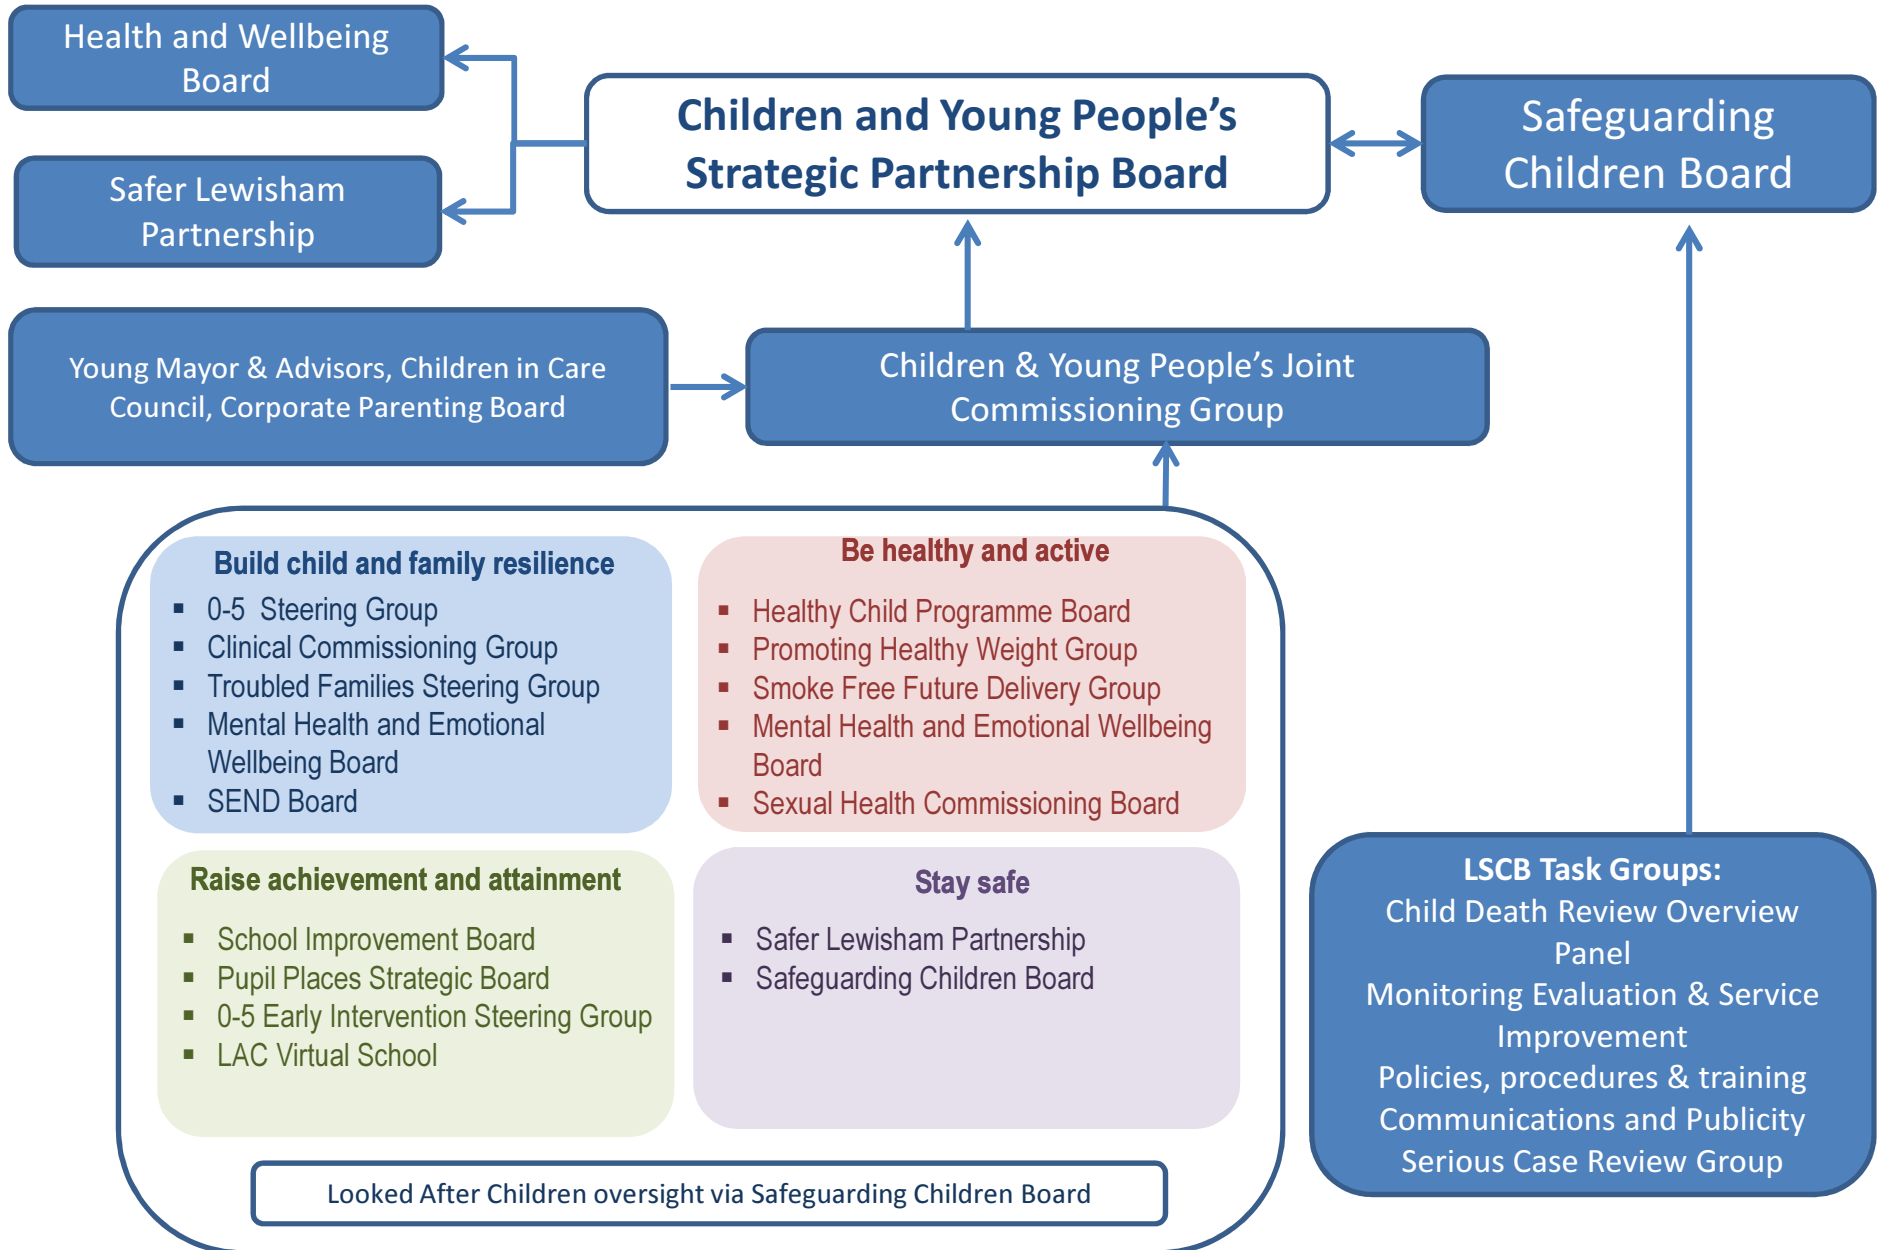 Health and Wellbeing
Board
Children and Young People’s
Strategic Partnership Board
Safeguarding
Children Board
Safer Lewisham
Partnership
Young Mayor & Advisors, Children in Care
Council, Corporate Parenting Board
Children & Young People’s Joint
Commissioning Group
Build child and family resilience
▪ 0-5  Steering Group
▪ Clinical Commissioning Group
▪ Troubled Families Steering Group
▪ Mental Health and Emotional
Wellbeing Board
▪ SEND Board
Be healthy and active
▪ Healthy Child Programme Board
▪ Promoting Healthy Weight Group
▪ Smoke Free Future Delivery Group
▪ Mental Health and Emotional Wellbeing
Board
▪ Sexual Health Commissioning Board
Raise achievement and attainment
▪ School Improvement Board
▪ Pupil Places Strategic Board
▪ 0-5 Early Intervention Steering Group
▪ LAC Virtual School
Stay safe
▪ Safer Lewisham Partnership
▪ Safeguarding Children Board
Looked After Children oversight via Safeguarding Children Board
LSCB Task Groups:
Child Death Review Overview
Panel
Monitoring Evaluation & Service
Improvement
Policies, procedures & training
Communications and Publicity
Serious Case Review Group